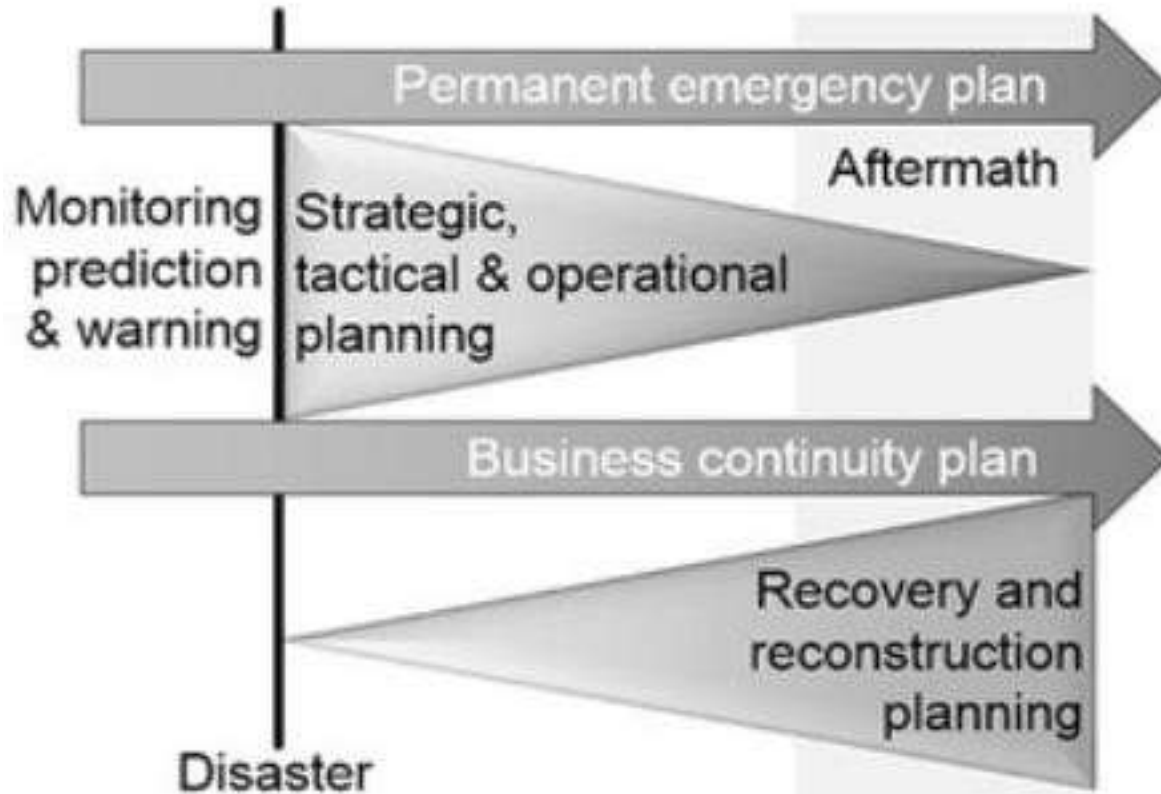 Permanent emergency plan
Aftermath
Monitoring
prediction
& warning
Strategic,
tactical & operational
planning
Business continuity plan
Recovery and
reconstruction
planning
Disaster